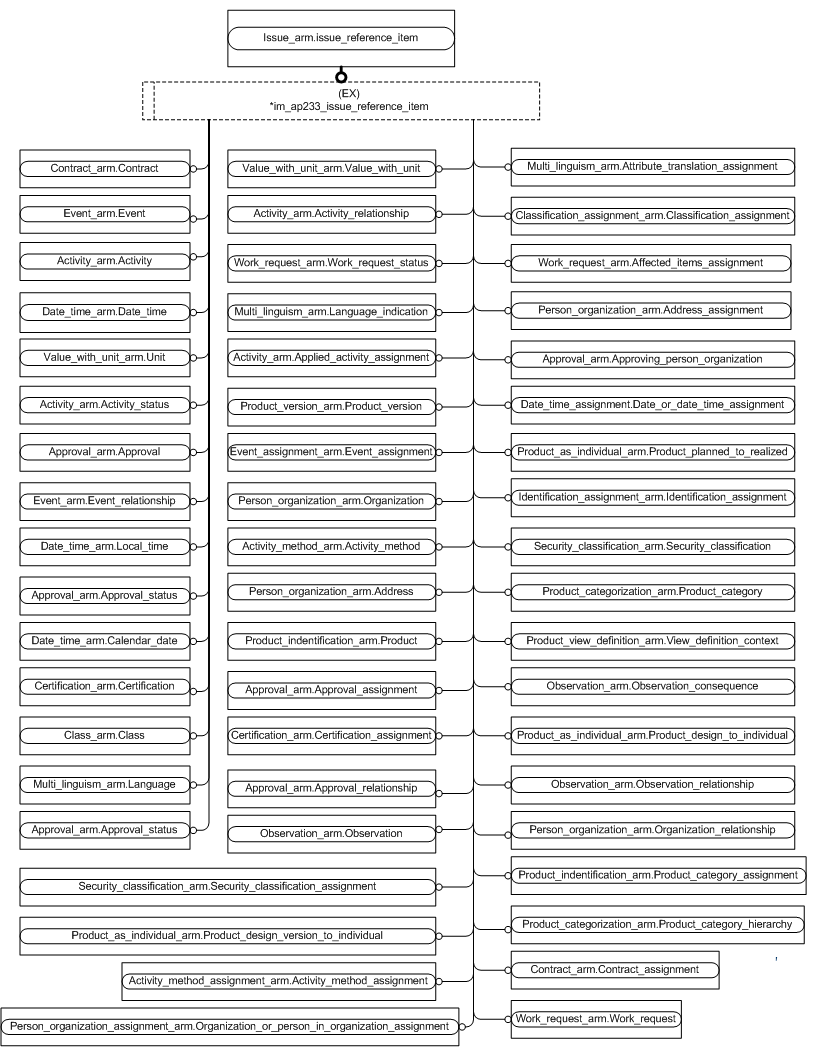 Issue_arm.issue_reference_item
(EX)
*im_ap233_issue_reference_item
Contract_arm.Contract
Event_arm.Event
Activity_arm.Activity
Date_time_arm.Date_time
Value_with_unit_arm.Unit
Activity_arm.Activity_status
Approval_arm.Approval
Event_arm.Event_relationship
Date_time_arm.Local_time
Approval_arm.Approval_status
Date_time_arm.Calendar_date
Certification_arm.Certification
Class_arm.Class
Multi_linguism_arm.Language
Approval_arm.Approval_status
Value_with_unit_arm.Value_with_unit
Activity_arm.Activity_relationship
Work_request_arm.Work_request_status
Multi_linguism_arm.Language_indication
Activity_arm.Applied_activity_assignment
Product_version_arm.Product_version
Event_assignment_arm.Event_assignment
Person_organization_arm.Organization
Activity_method_arm.Activity_method
Person_organization_arm.Address
Product_indentification_arm.Product
Approval_arm.Approval_assignment
Certification_arm.Certification_assignment
Approval_arm.Approval_relationship
Observation_arm.Observation
Security_classification_arm.Security_classification_assignment
Product_as_individual_arm.Product_design_version_to_individual
Activity_method_assignment_arm.Activity_method_assignment
Person_organization_assignment_arm.Organization_or_person_in_organization_assignment
Multi_linguism_arm.Attribute_translation_assignment
Classification_assignment_arm.Classification_assignment
Work_request_arm.Affected_items_assignment
Person_organization_arm.Address_assignment
Approval_arm.Approving_person_organization
Date_time_assignment.Date_or_date_time_assignment
Product_as_individual_arm.Product_planned_to_realized
Identification_assignment_arm.Identification_assignment
Security_classification_arm.Security_classification
Product_categorization_arm.Product_category
Product_view_definition_arm.View_definition_context
Observation_arm.Observation_consequence
Product_as_individual_arm.Product_design_to_individual
Observation_arm.Observation_relationship
Person_organization_arm.Organization_relationship
Product_indentification_arm.Product_category_assignment
Product_categorization_arm.Product_category_hierarchy
Contract_arm.Contract_assignment
Work_request_arm.Work_request